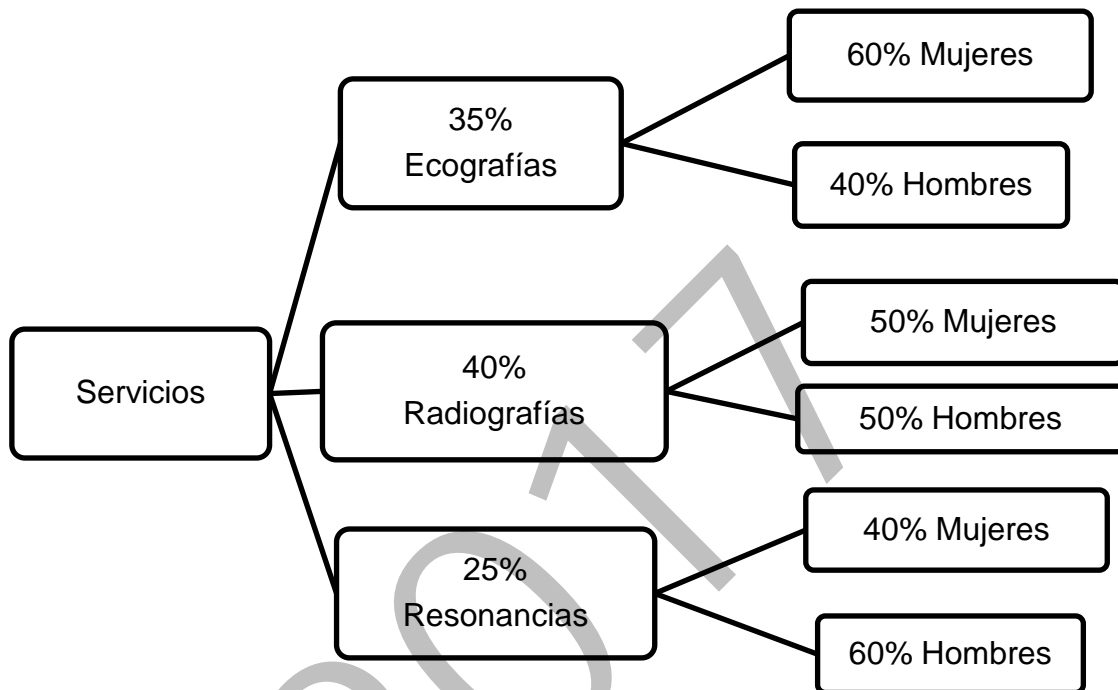 60% Mujeres
35%
Ecografías
40% Hombres
50% Mujeres
Servicios
40%
Radiografías
50% Hombres
40% Mujeres
25%
Resonancias
60% Hombres
2017